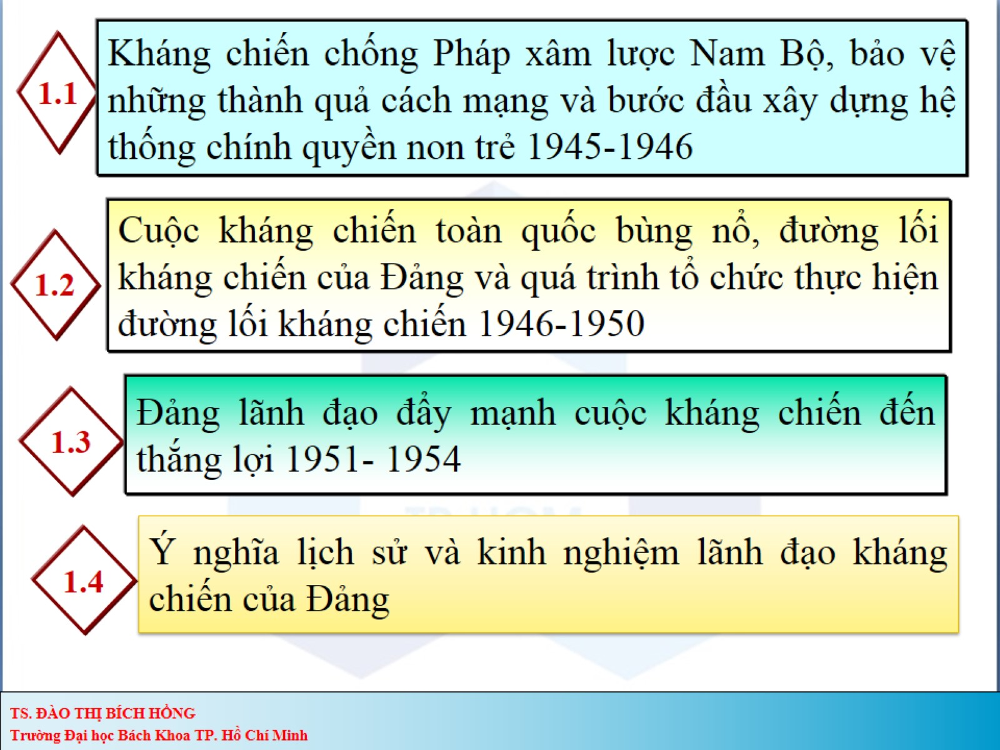 1.1
Kháng chiến chống Pháp xâm lược Nam Bộ, bảo vệ
những thành quả cách mạng và bước đầu xây dựng hệ
thống chính quyền non trẻ 1945-1946
1.2
Cuộc kháng chiến toàn quốc bùng nổ, đường lối
kháng chiến của Đảng và quá trình tổ chức thực hiện
đường lối kháng chiến 1946-1950
1.3
Đảng lãnh đạo đẩy mạnh cuộc kháng chiến đến
thắng lợi 1951- 1954
TP.HCM
1.4
Ý nghĩa lịch sử và kinh nghiệm lãnh đạo kháng
chiến của Đảng
TS. ĐÀO THỊ BÍCH HỒNG
Trường Đại học Bách Khoa TP. Hồ Chí Minh